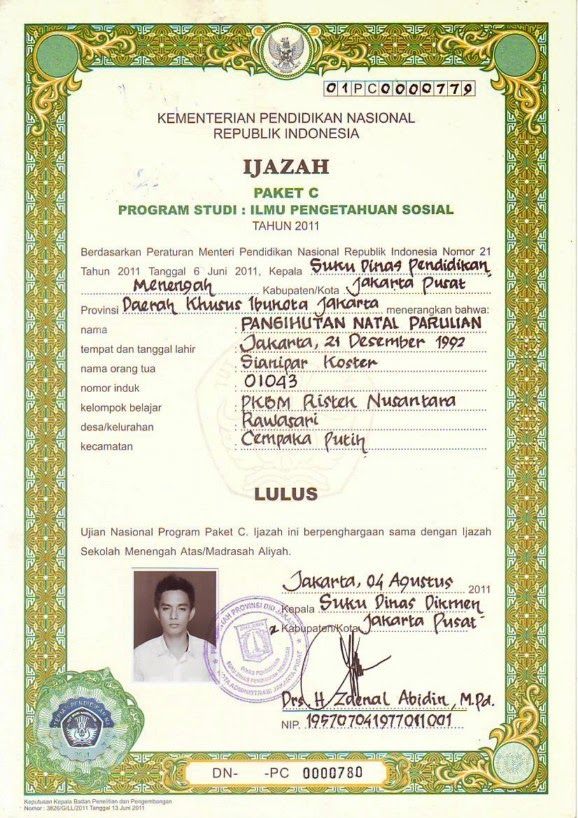 01PC0000779
KEMENTERIAN PENDIDIKAN NASIONAL
REPUBLIK INDONESIA
IJAZAH
PAKET C
PROGRAM STUDI : ILMU PENGETAHUAN SOSIAL
TAHUN 2011
Berdasarkan Peraturan Menteri Pendidikan Nasional Republik Indonesia Nomor 21
Tahun 2011 Tanggal 6 Juni 2011, Kepala Suku Dinas Pendidikan
Menengah Kabupaten/Kota Jakarta Pusat
Provinsi Daerah Khusus Ibukota Jakarta menerangkan bahwa:
nama : PANGIHUTAN NATAL PARULIAN
tempat dan tanggal lahir : Jakarta, 21 Desember 1992
nama orang tua : Sianipar Koster
nomor induk : 01043
kelompok belajar : PKBM Ristek Nusantara
desa/kelurahan : Rawasari
kecamatan : Cempaka Putih
LULUS
Ujian Nasional Program Paket C. Ijazah ini berpenghargaan sama dengan Ijazah
Sekolah Menengah Atas/Madrasah Aliyah.
Jakarta, 04 Agustus 2011
Kepala Suku Dinas Dikmen
Kabupaten/Kota Jakarta Pusat
Drs. H. Zaenal Abidin, M.Pd.
NIP. 195707041977011001
DN- -PC 0000780
Keputusan Kepala Badan Penelitian dan Pengembangan
Nomor : 3626/G/LL/2011 Tanggal 13 Juni 2011